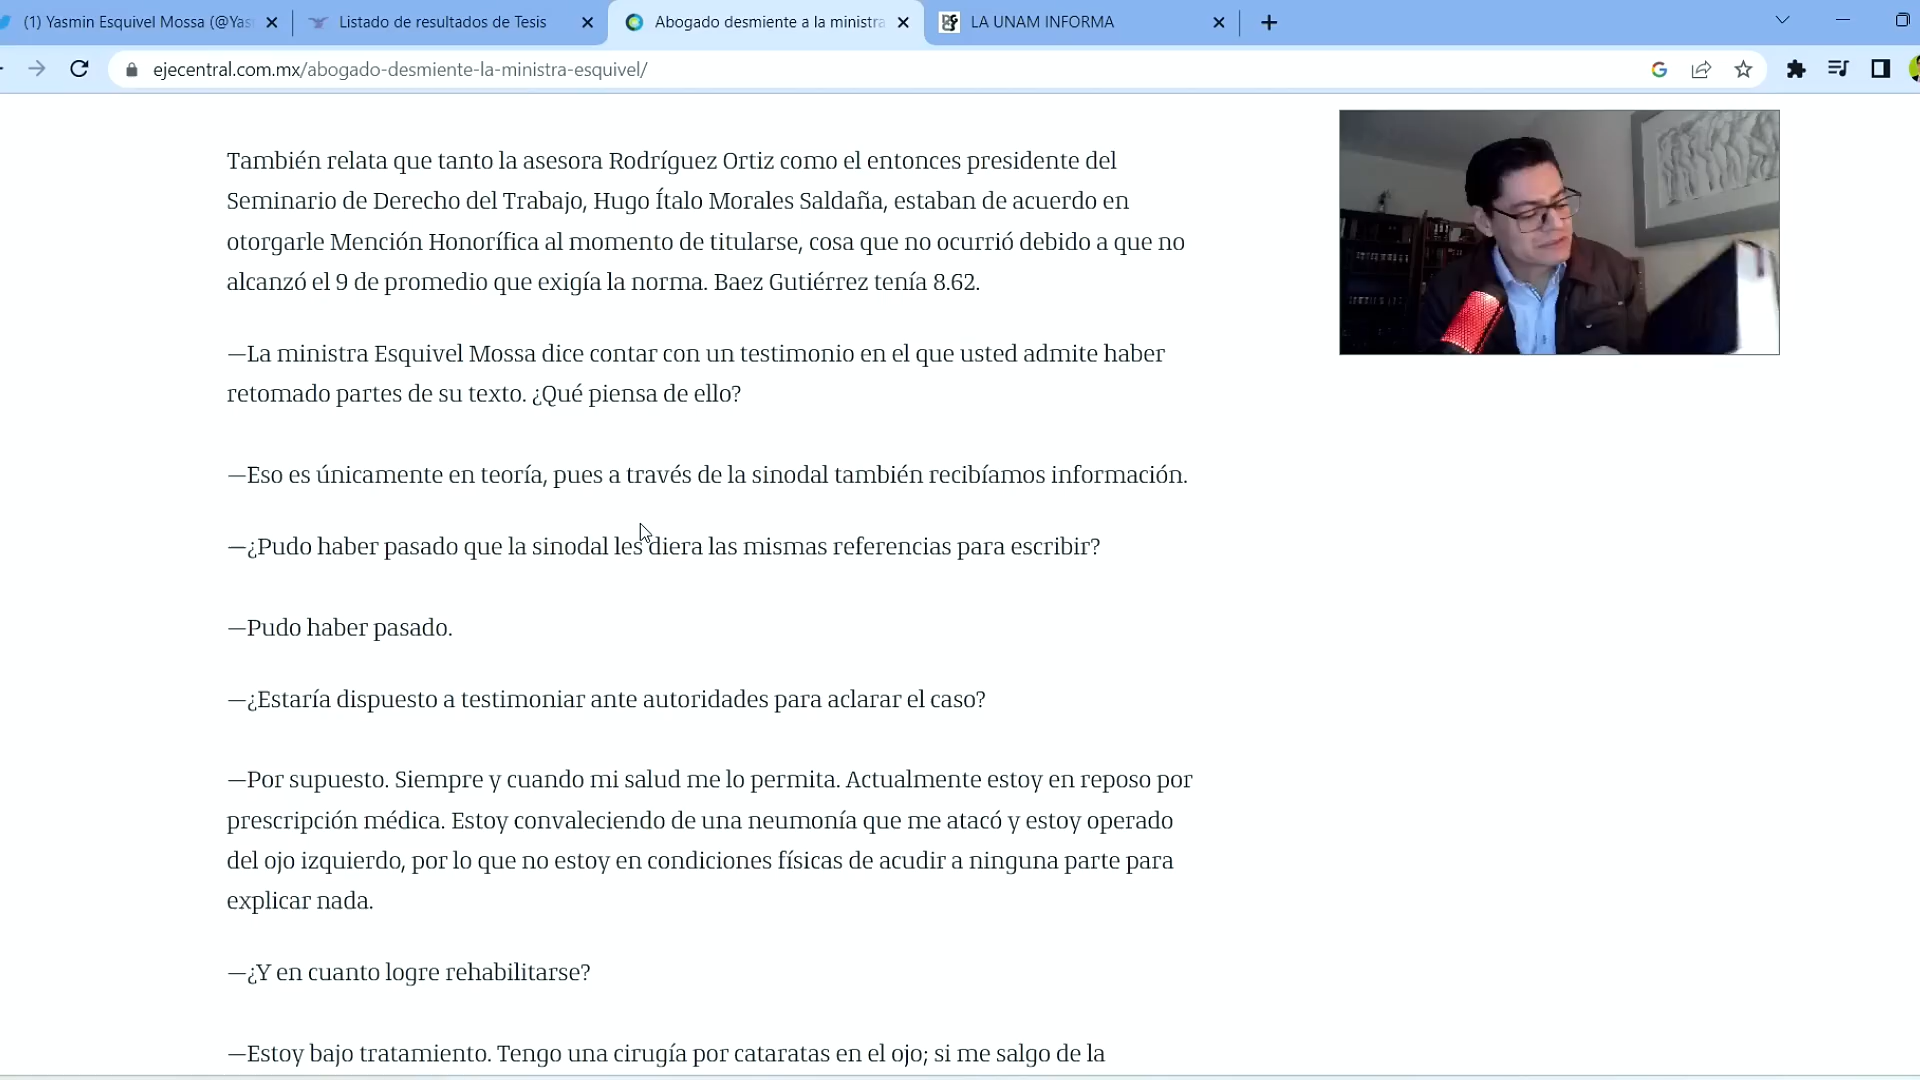 (1) Yasmin Esquivel Mossa (@Yas
Listado de resultados de Tesis
Abogado desmiente a la ministra
LA UNAM INFORMA
ejecentral.com.mx/abogado-desmiente-la-ministra-esquivel/
También relata que tanto la asesora Rodríguez Ortiz como el entonces presidente del
Seminario de Derecho del Trabajo, Hugo Ítalo Morales Saldaña, estaban de acuerdo en
otorgarle Mención Honorífica al momento de titularse, cosa que no ocurrió debido a que no
alcanzó el 9 de promedio que exigía la norma. Baez Gutiérrez tenía 8.62.
—La ministra Esquivel Mossa dice contar con un testimonio en el que usted admite haber
retomado partes de su texto. ¿Qué piensa de ello?
—Eso es únicamente en teoría, pues a través de la sinodal también recibíamos información.
—¿Pudo haber pasado que la sinodal les diera las mismas referencias para escribir?
—Pudo haber pasado.
—¿Estaría dispuesto a testimoniar ante autoridades para aclarar el caso?
—Por supuesto. Siempre y cuando mi salud me lo permita. Actualmente estoy en reposo por
prescripción médica. Estoy convaleciendo de una neumonía que me atacó y estoy operado
del ojo izquierdo, por lo que no estoy en condiciones físicas de acudir a ninguna parte para
explicar nada.
—¿Y en cuanto logre rehabilitarse?
—Estoy bajo tratamiento. Tengo una cirugía por cataratas en el ojo; si me salgo de la